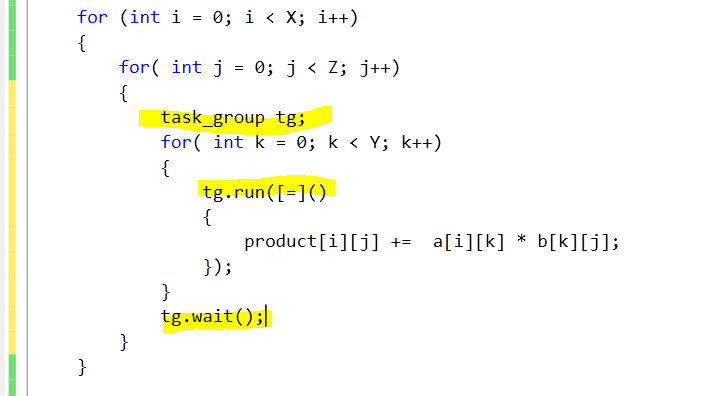 for (int i = 0; i < X; i++)
{
for( int j = 0; j < Z; j++)
{
task_group tg;
for( int k = 0; k < Y; k++)
{
tg.run([=]()
{
product[i][j] +=  a[i][k] * b[k][j];
});
}
tg.wait();
}
}